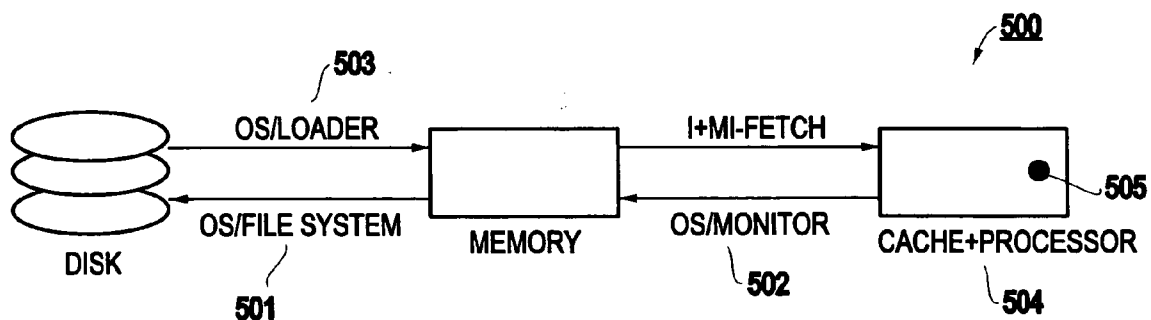 500
503
OS/LOADER
I+MI-FETCH
505
OS/FILE SYSTEM
OS/MONITOR
DISK
MEMORY
CACHE+PROCESSOR
501
502
504